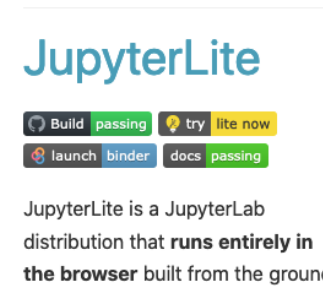 JupyterLite
Build passing try lite now
launch binder docs passing
JupyterLite is a JupyterLab
distribution that runs entirely in
the browser built from the ground